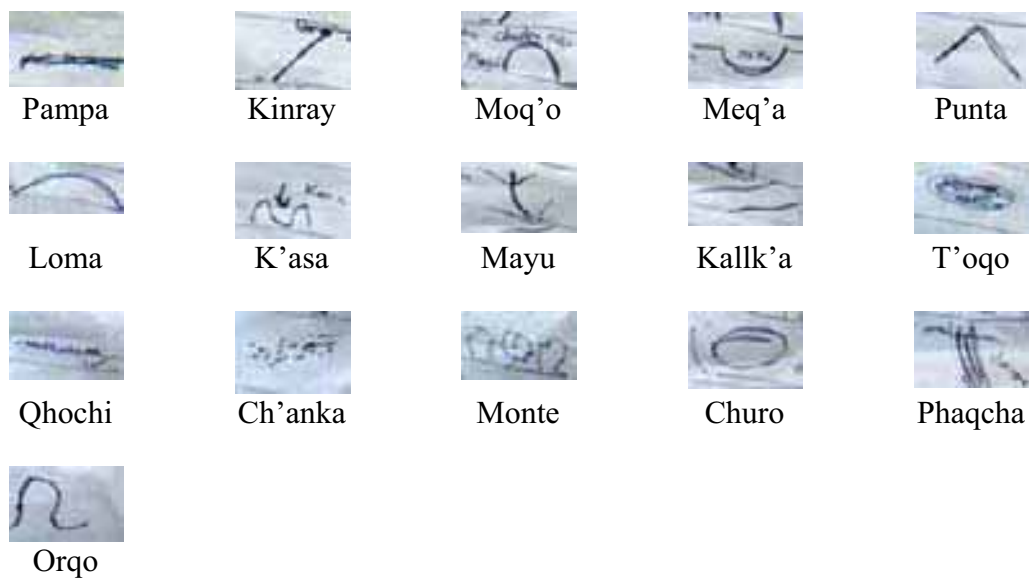 Pampa Kinray Moq’o Meq’a Punta
Loma K’asa Mayu Kallk’a T’oqo
Qhochi Ch’anka Monte Churo Phaqcha
Orqo